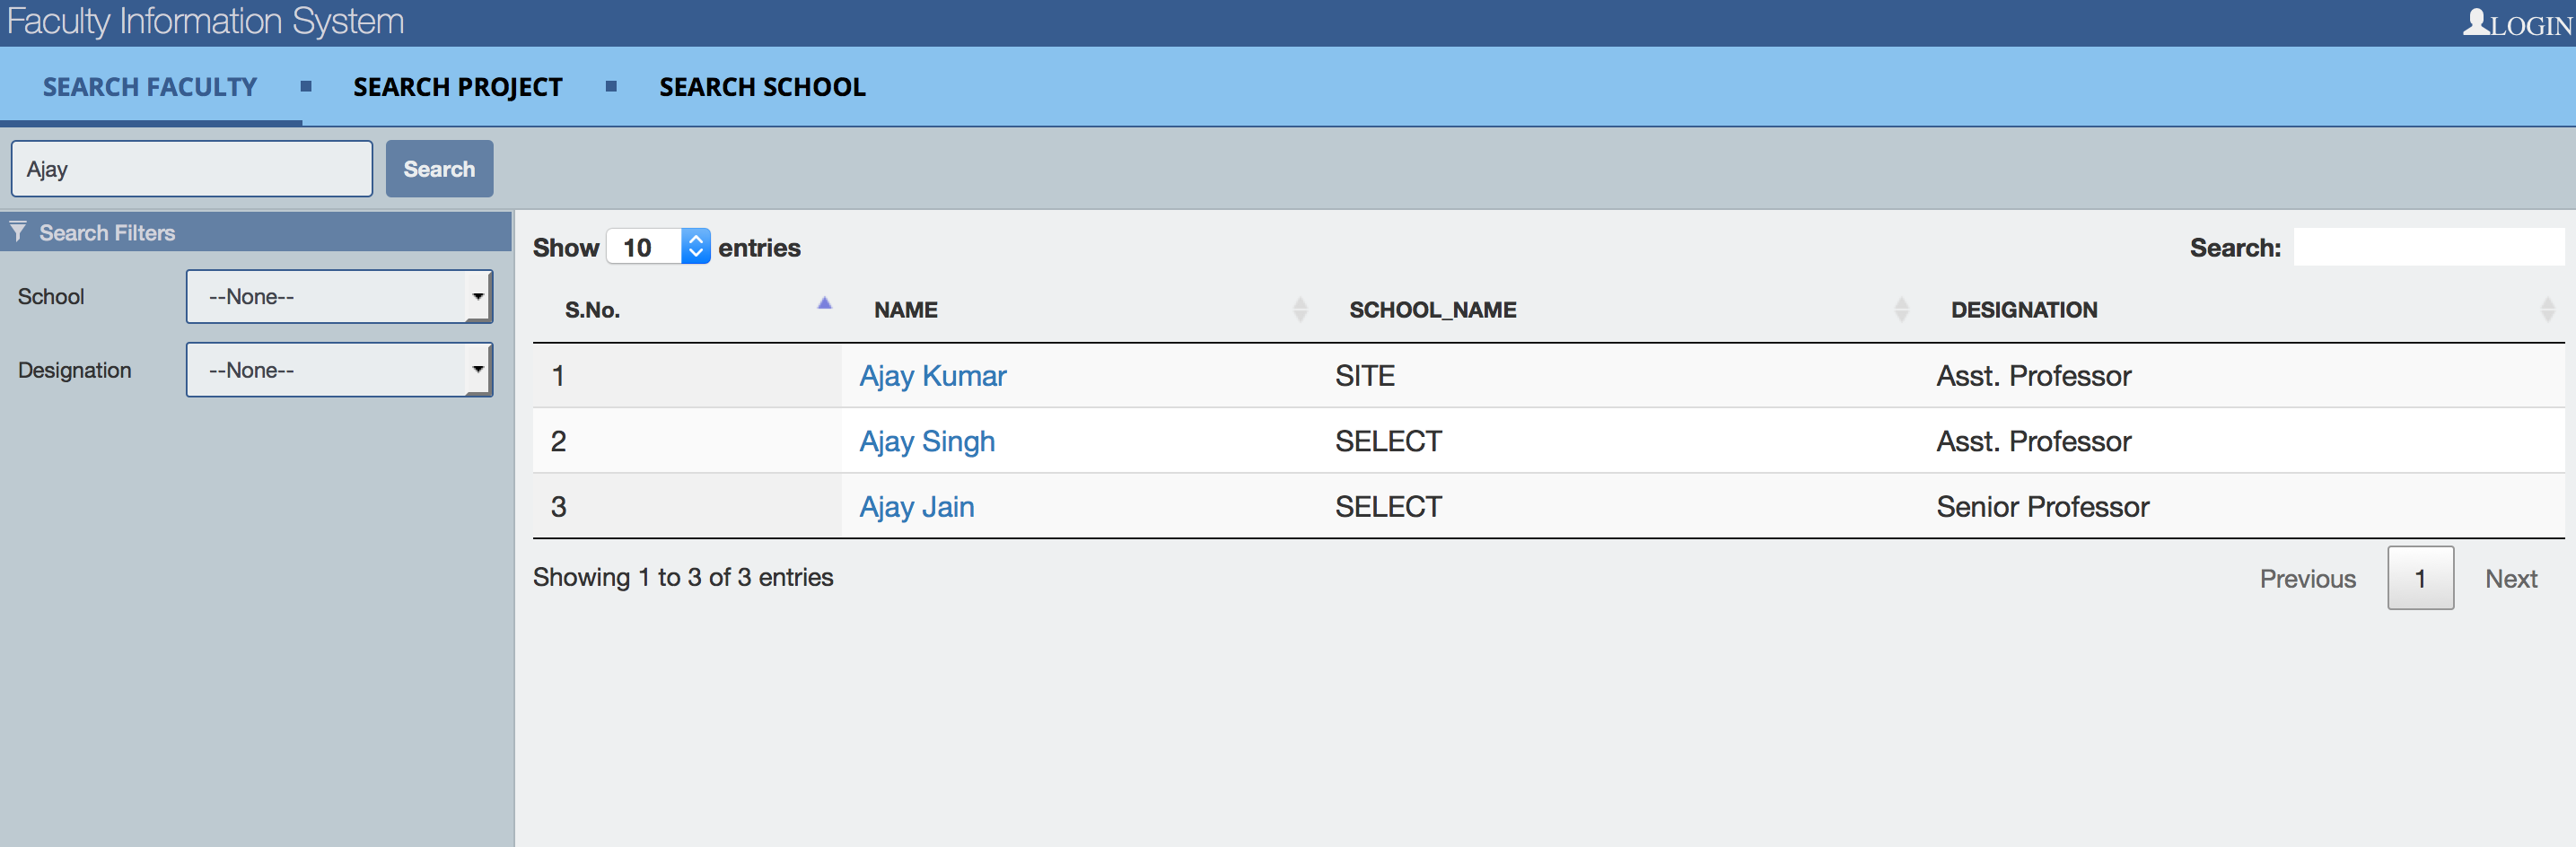 Faculty Information System LOGIN
SEARCH FACULTY SEARCH PROJECT SEARCH SCHOOL
Ajay Search
Search Filters
School --None--
Designation --None--
Show 10 entries Search:
S.No. NAME SCHOOL_NAME DESIGNATION
1 Ajay Kumar SITE Asst. Professor
2 Ajay Singh SELECT Asst. Professor
3 Ajay Jain SELECT Senior Professor
Showing 1 to 3 of 3 entries Previous 1 Next